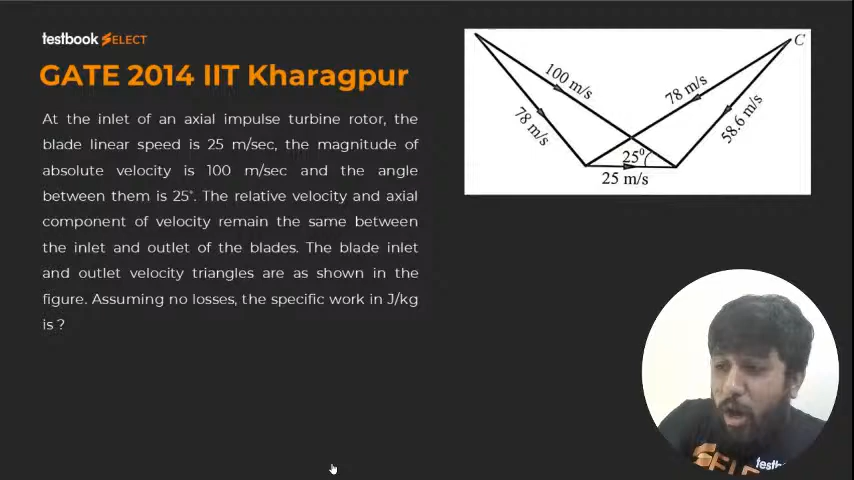 testbook SELECT
GATE 2014 IIT Kharagpur
At the inlet of an axial impulse turbine rotor, the
blade linear speed is 25 m/sec, the magnitude of
absolute velocity is 100 m/sec and the angle
between them is 25°. The relative velocity and axial
component of velocity remain the same between
the inlet and outlet of the blades. The blade inlet
and outlet velocity triangles are as shown in the
figure. Assuming no losses, the specific work in J/kg
is ?
C
100 m/s
78 m/s
78 m/s
58.6 m/s
25°
25 m/s
SELE
testb